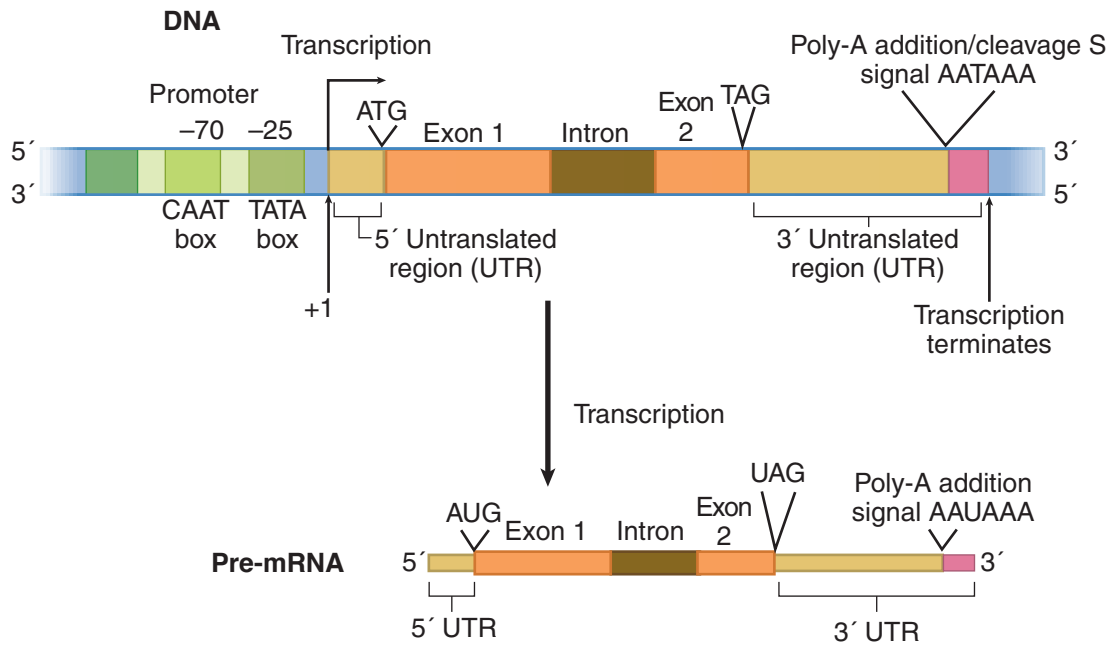 DNA
Transcription
Poly-A addition/cleavage S
signal AATAAA
Promoter
–70
–25
ATG
Exon 1
Intron
Exon
2
TAG
5´
3´
3´
5´
CAAT
box
TATA
box
5´ Untranslated
region (UTR)
3´ Untranslated
region (UTR)
+1
Transcription
terminates
Transcription
AUG
Exon 1
Intron
Exon
2
UAG
Poly-A addition
signal AAUAAA
Pre-mRNA
5´
3´
5´ UTR
3´ UTR